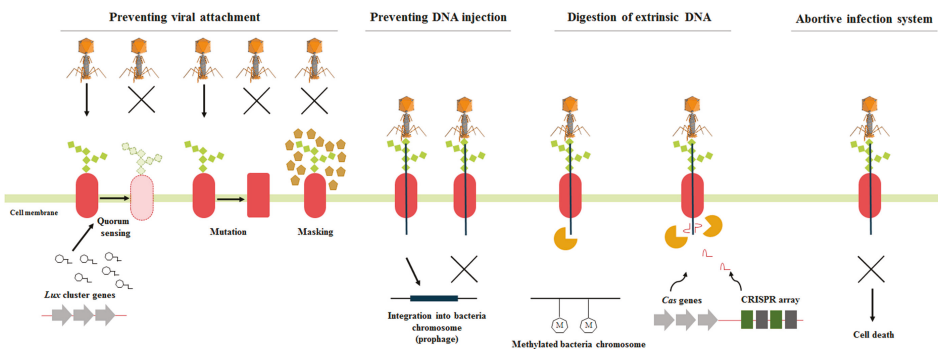 Preventing viral attachment
Preventing DNA injection
Digestion of extrinsic DNA
Abortive infection system
Cell membrane
Quorum
sensing
Mutation
Masking
Lux cluster genes
Integration into bacteria
chromosome
(prophage)
M
M
Methylated bacteria chromosome
Cas genes
CRISPR array
Cell death